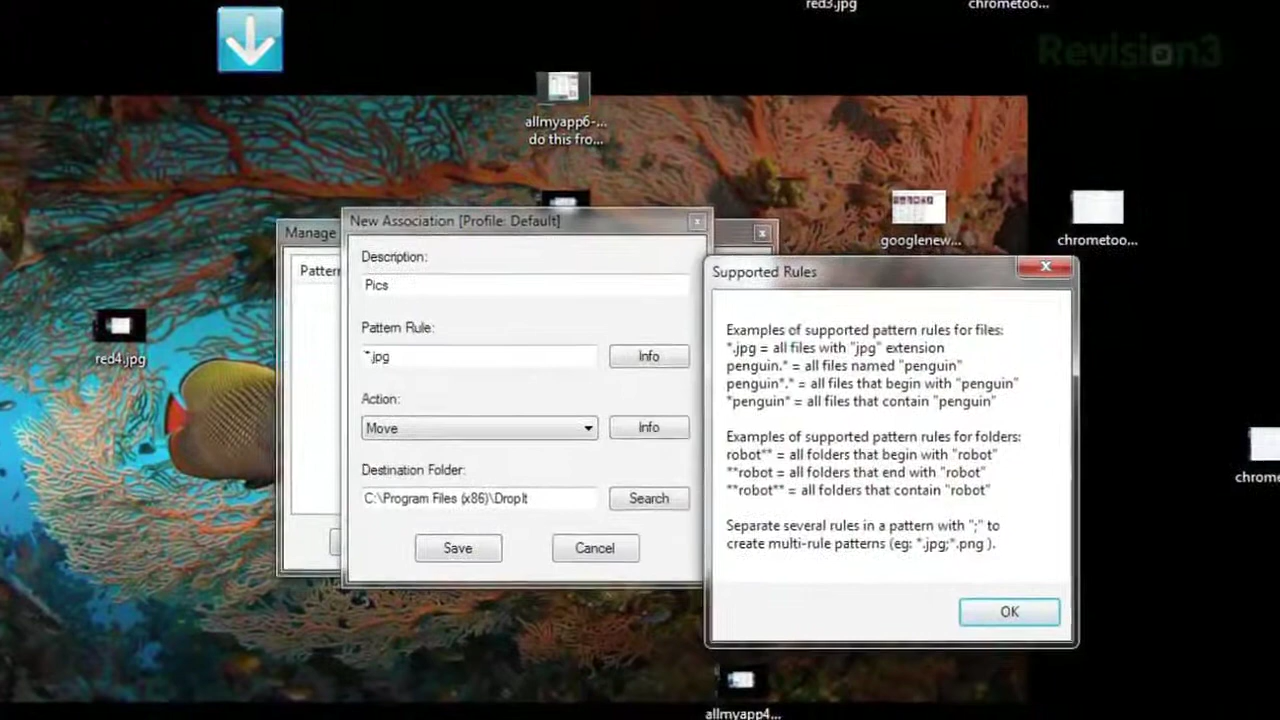 red3.jpg
chrometoo...
Revision3
allmyapp6-...
do this fro...
googlenew...
chrometoo...
red4.jpg
Manage
Pattern
New Association [Profile: Default]
Description:
Pics
Pattern Rule:
*.jpg
Info
Action:
Move
Info
Destination Folder:
C:\Program Files (x86)\DropIt
Search
Save
Cancel
Supported Rules
Examples of supported pattern rules for files:
*.jpg = all files with "jpg" extension
penguin.* = all files named "penguin"
penguin*.* = all files that begin with "penguin"
*penguin* = all files that contain "penguin"
Examples of supported pattern rules for folders:
robot** = all folders that begin with "robot"
**robot = all folders that end with "robot"
**robot** = all folders that contain "robot"
Separate several rules in a pattern with ";" to
create multi-rule patterns (eg: *.jpg;*.png ).
OK
chrome
allmyapp4...